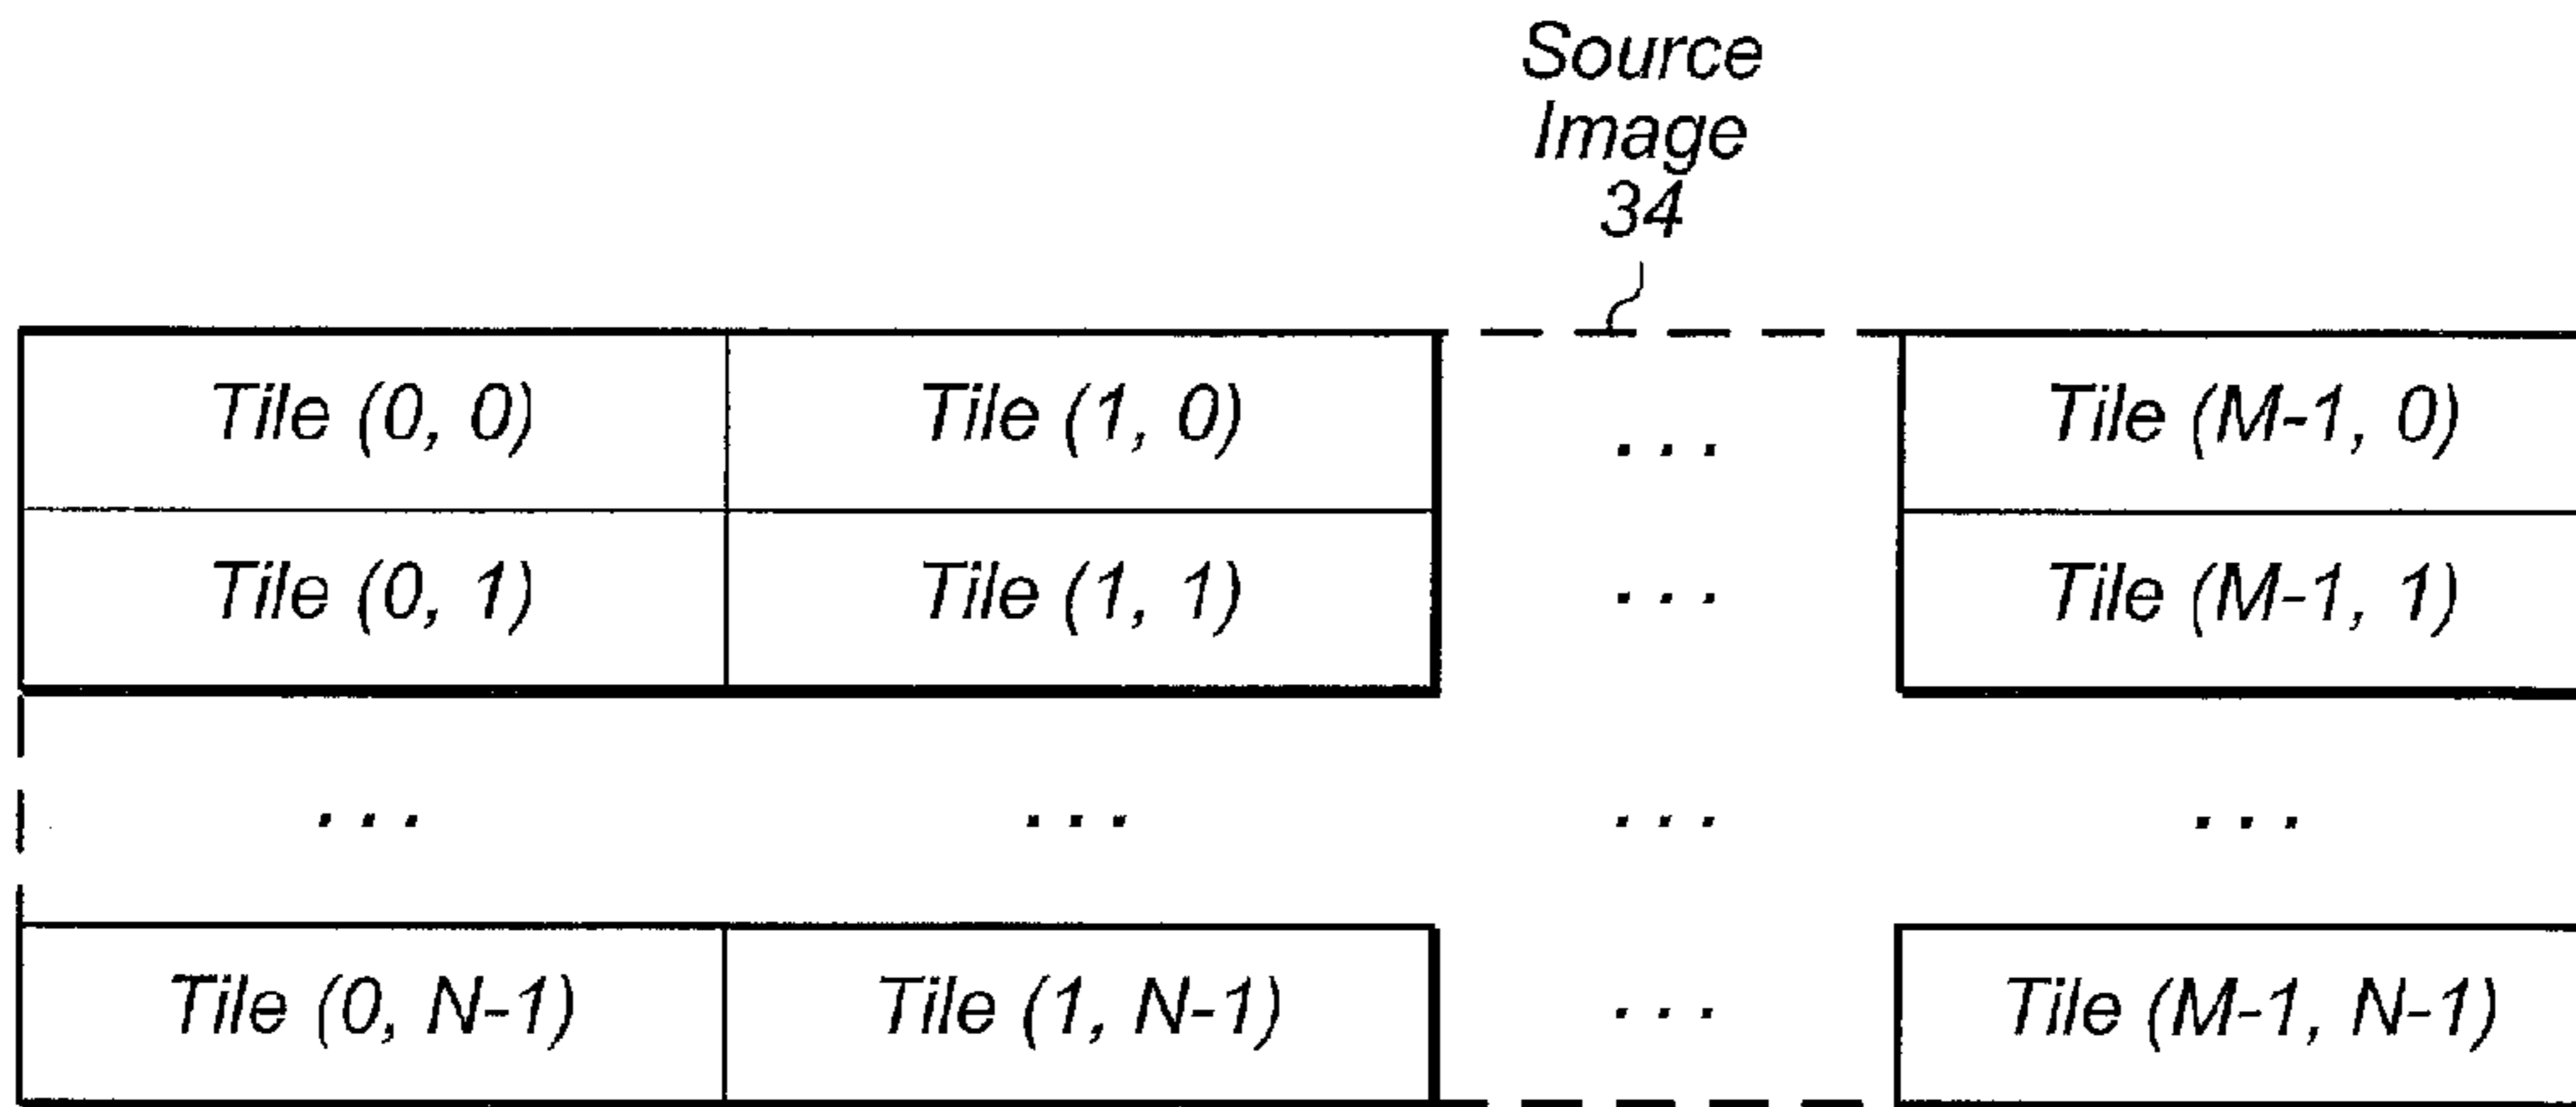 Source
Image
34
Tile (0, 0) Tile (1, 0) ... Tile (M-1, 0)
Tile (0, 1) Tile (1, 1) ... Tile (M-1, 1)
... ... ... ...
Tile (0, N-1) Tile (1, N-1) ... Tile (M-1, N-1)